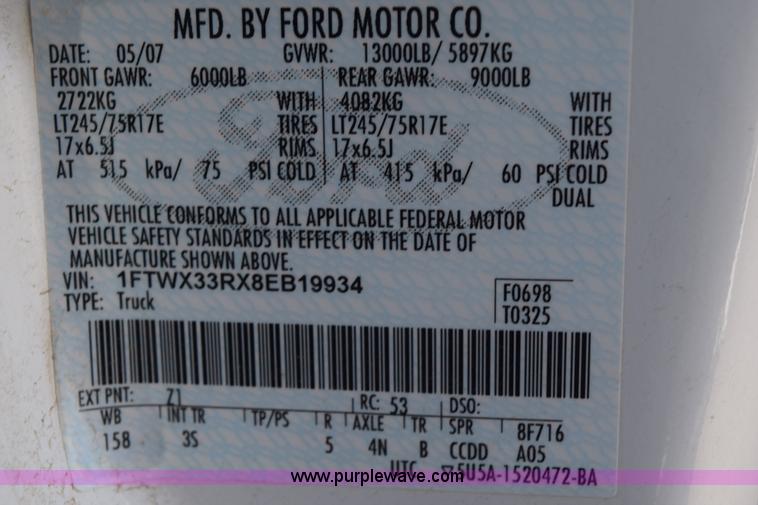 MFD. BY FORD MOTOR CO.
DATE: 05/07 GVWR: 13000LB/ 5897KG
FRONT GAWR: 6000LB REAR GAWR: 9000LB
2722KG WITH 4082KG WITH
LT245/75R17E TIRES LT245/75R17E TIRES
17x6.5J RIMS 17x6.5J RIMS
AT 515 kPa/ 75 PSI COLD AT 415 kPa/ 60 PSI COLD
DUAL
Ford
THIS VEHICLE CONFORMS TO ALL APPLICABLE FEDERAL MOTOR
VEHICLE SAFETY STANDARDS IN EFFECT ON THE DATE OF
MANUFACTURE SHOWN ABOVE.
VIN: 1FTWX33RX8EB19934 F0698
TYPE: Truck T0325
EXT PNT: Z1 RC: 53 DSO:
WB INT TR TP/PS R AXLE TR SPR 8F716
158 3S 5 4N B CCDD A05
UTC ▽5U5A-1520472-BA
www.purplewave.com